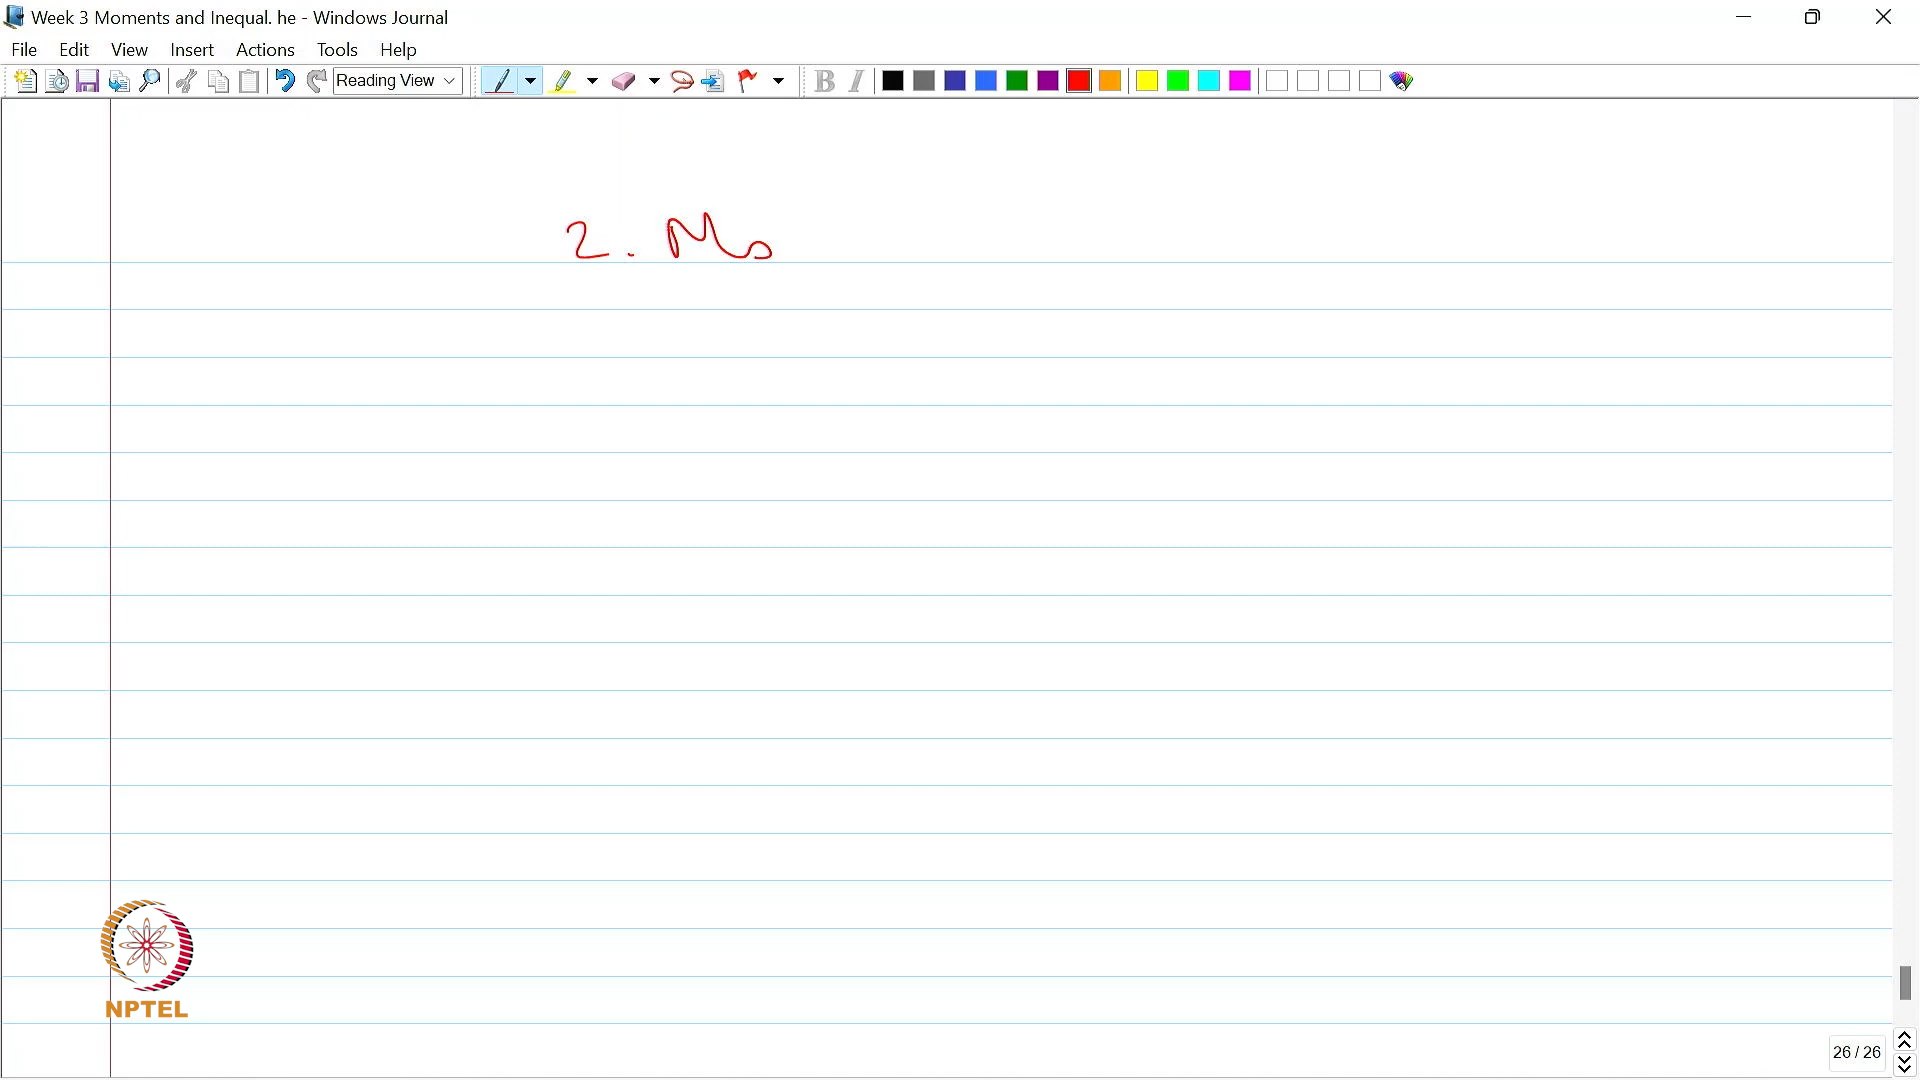 Week 3 Moments and Inequal. he - Windows Journal
File Edit View Insert Actions Tools Help
Reading View B I
2. Mo
NPTEL
26 / 26